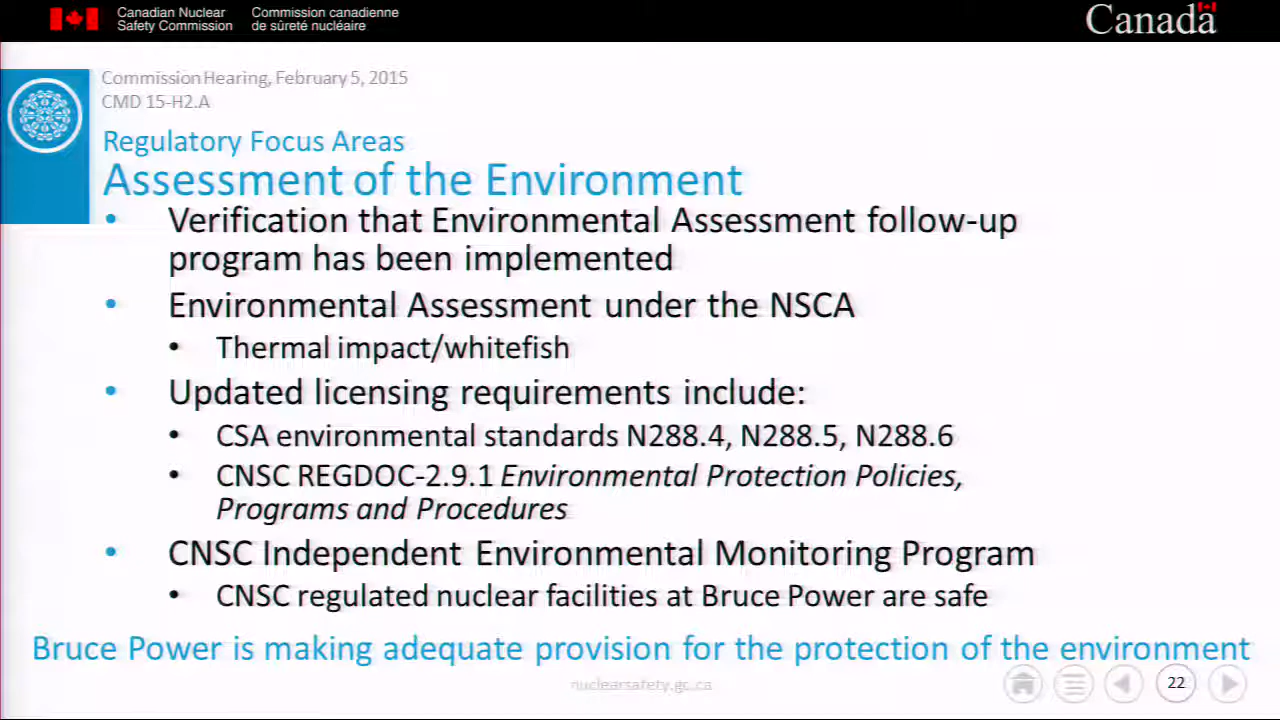 Canadian Nuclear Safety Commission
Commission canadienne de sûreté nucléaire
Canada
Commission Hearing, February 5, 2015
CMD 15-H2.A
Regulatory Focus Areas
Assessment of the Environment
• Verification that Environmental Assessment follow-up
program has been implemented
• Environmental Assessment under the NSCA
• Thermal impact/whitefish
• Updated licensing requirements include:
• CSA environmental standards N288.4, N288.5, N288.6
• CNSC REGDOC-2.9.1 Environmental Protection Policies,
Programs and Procedures
• CNSC Independent Environmental Monitoring Program
• CNSC regulated nuclear facilities at Bruce Power are safe
Bruce Power is making adequate provision for the protection of the environment
nuclearsafety.gc.ca
22